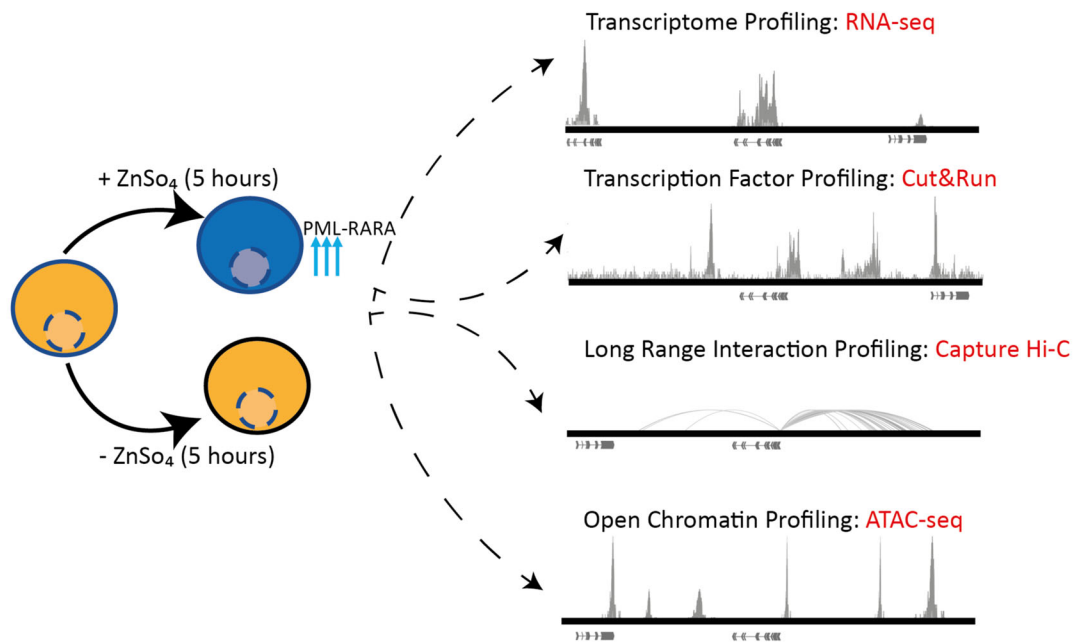 Transcriptome Profiling: RNA-seq
+ ZnSo₄ (5 hours)
PML-RARA
- ZnSo₄ (5 hours)
Transcription Factor Profiling: Cut&Run
Long Range Interaction Profiling: Capture Hi-C
Open Chromatin Profiling: ATAC-seq